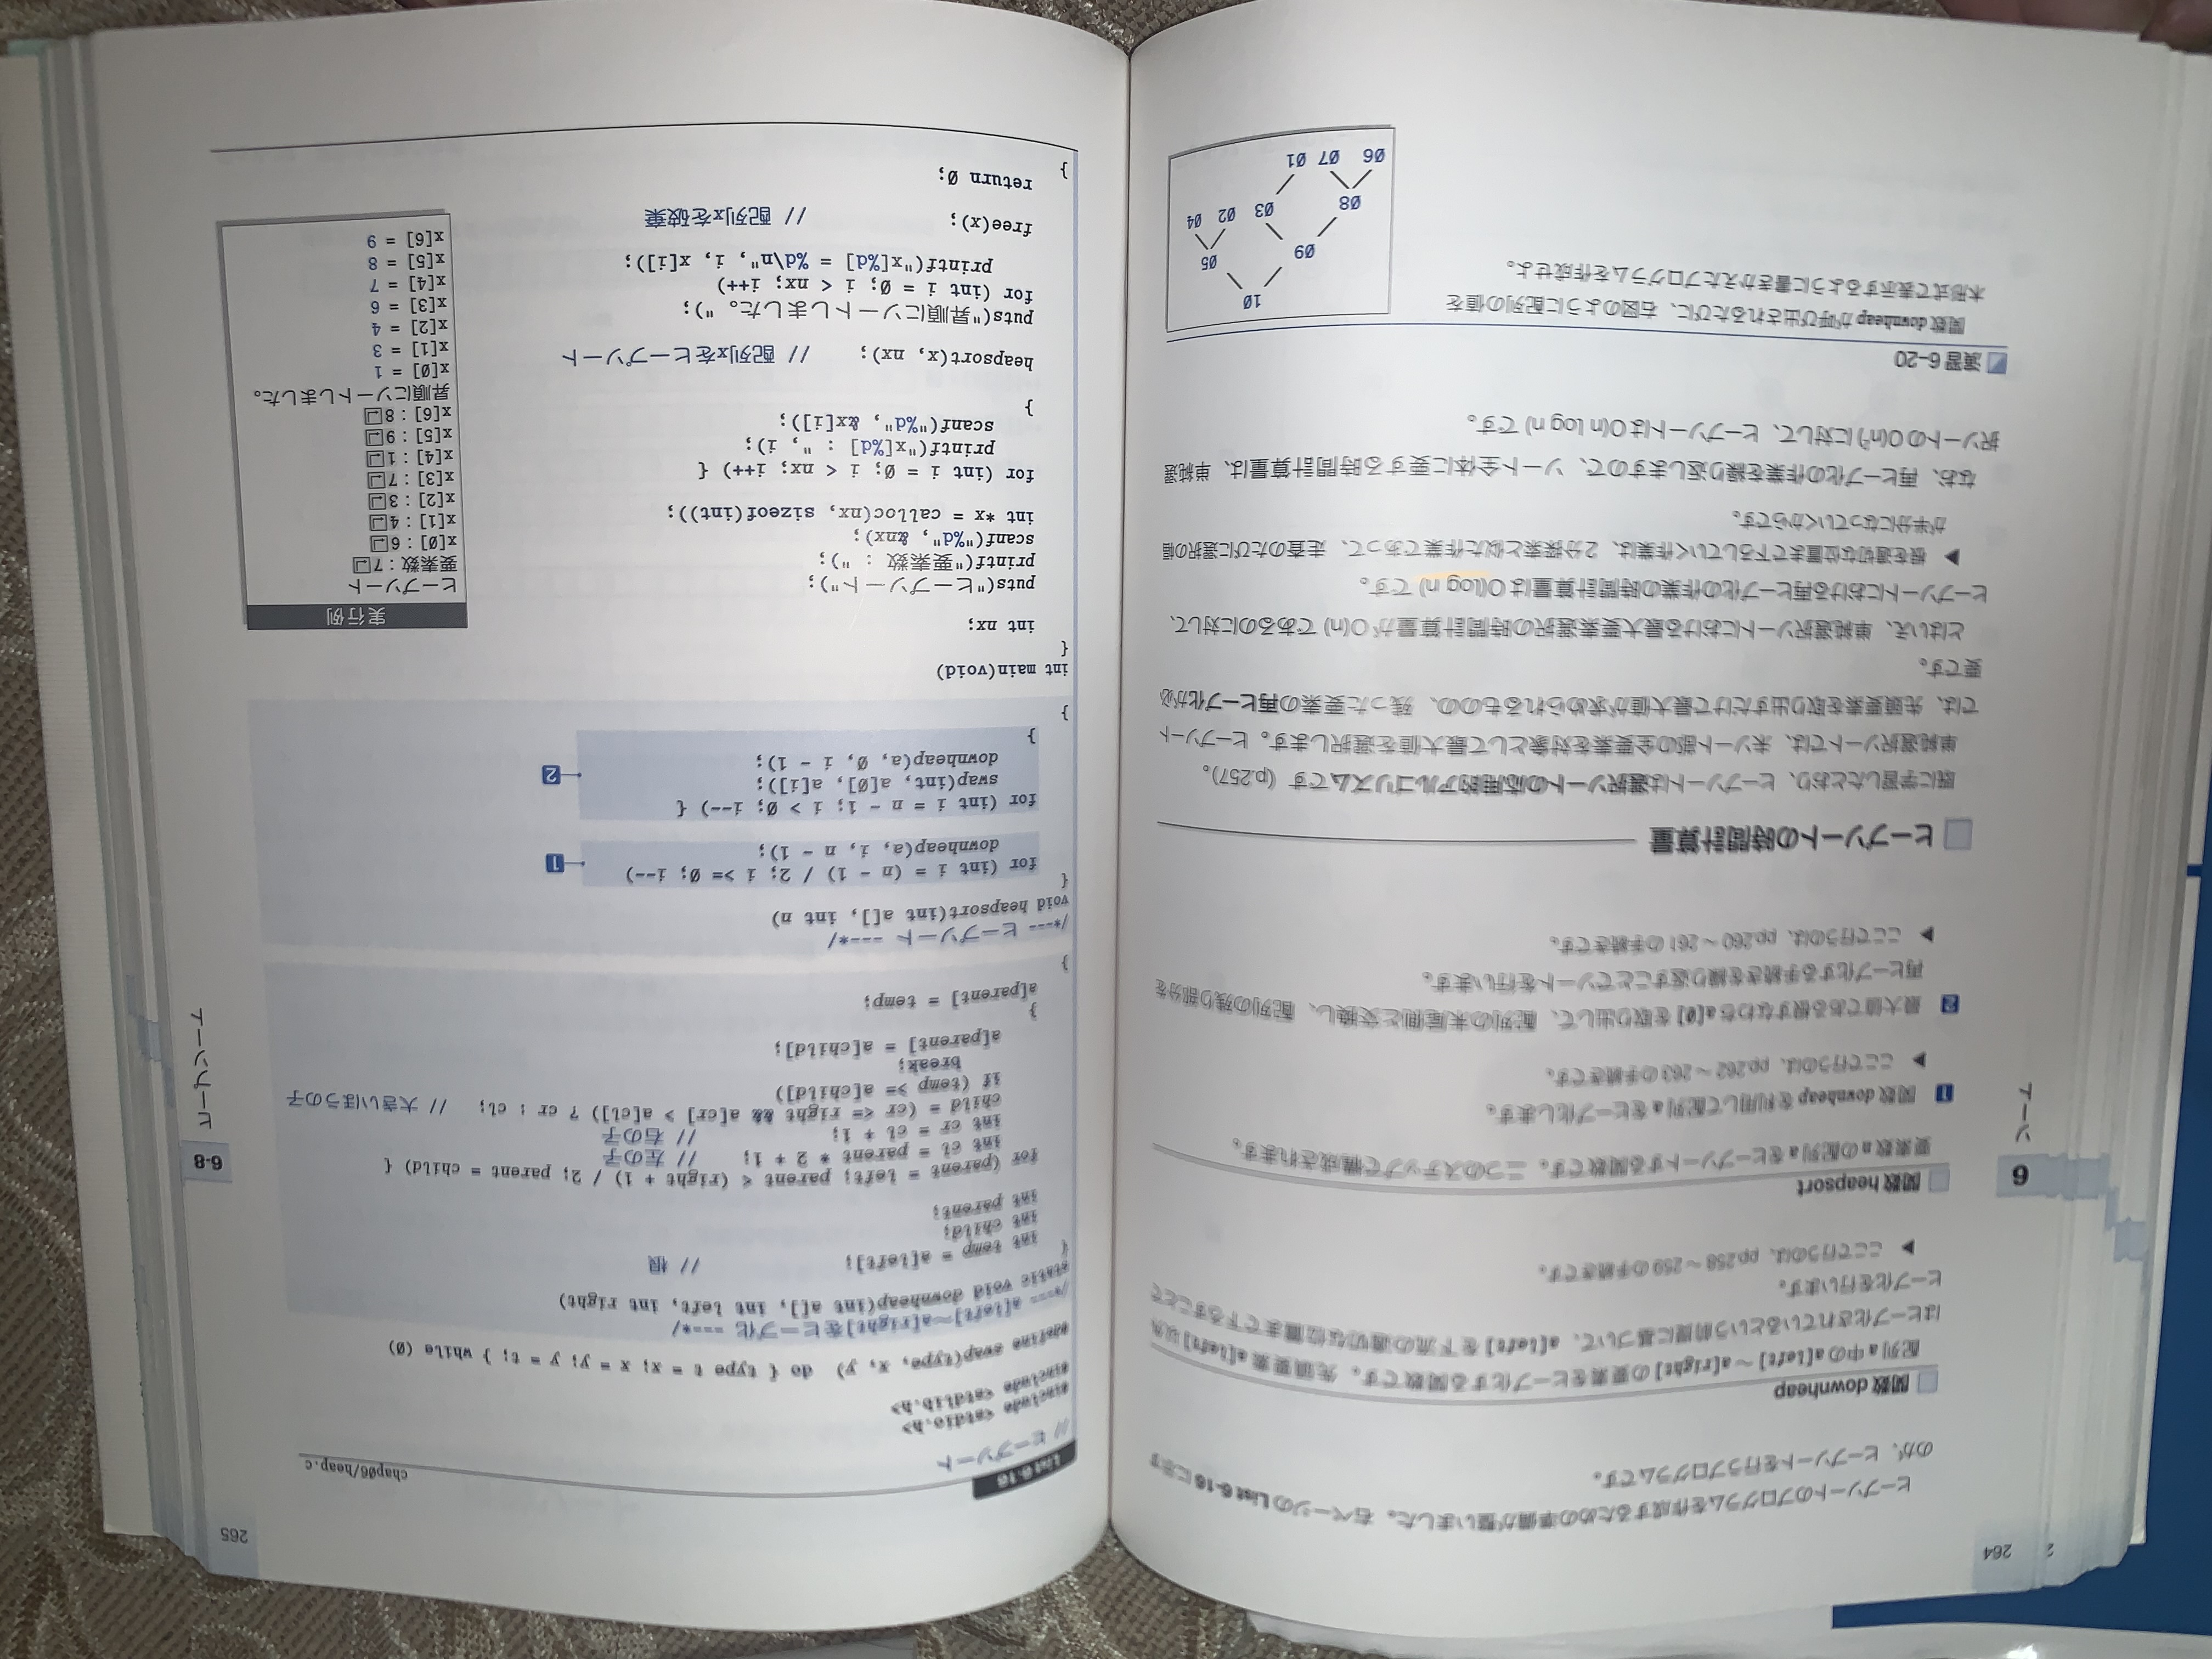 264
ヒープソートのプログラムを作成するための準備が整いました。右ページの List 6-16 に示す
のが、ヒープソートを行うプログラムです。
関数 downheap
配列 a 中の a[left] ～ a[right] の要素をヒープ化する関数です。先頭要素 a[left] 以外
はヒープ化されているという前提に基づいて、a[left] を下流の適切な位置まで下ろすことで
ヒープ化を行います。
▶ ここで行うのは、pp.258 ～ 259 の手続きです。
関数 heapsort
要素数 n の配列 a をヒープソートする関数です。二つのステップで構成されます。
1 関数 downheap を利用して配列 a をヒープ化します。
▶ ここで行うのは、pp.262 ～ 263 の手続きです。
2 最大値である根すなわち a[0] を取り出して、配列の末尾側と交換し、配列の残り部分を
再ヒープ化する手続きを繰り返すことでソートを行います。
▶ ここで行うのは、pp.260 ～ 261 の手続きです。
6
ソート
ヒープソートの時間計算量
既に学習したとおり、ヒープソートは選択ソートの応用的アルゴリズムです（p.257）。
単純選択ソートでは、未ソート部の全要素を対象として最大値を選択します。ヒープソート
では、先頭要素を取り出すだけで最大値が求められるものの、残った要素の再ヒープ化が必
要です。
とはいえ、単純選択ソートにおける最大要素選択の時間計算量が O(n) であるのに対して、
ヒープソートにおける再ヒープ化の作業の時間計算量は O(log n) です。
▶ 根を適切な位置まで下ろしていく作業は、2分探索と似た作業であって、走査のたびに選択の幅
が半分になっていくからです。
なお、再ヒープ化の作業を繰り返しますので、ソート全体に要する時間計算量は、単純選
択ソートの O(n²) に対して、ヒープソートは O(n log n) です。
演習 6-20
関数 downheap が呼び出されるたびに、右図のように配列の値を
木形式で表示するように書きかえたプログラムを作成せよ。
10
09 05
08 03 02 04
06 07 01
265
List 6-16 chap06/heap.c
// ヒープソート
#include <stdio.h>
#include <stdlib.h>
#define swap(type, x, y) do { type t = x; x = y; y = t; } while (0)
/*--- a[left]～a[right]をヒープ化 ---*/
static void downheap(int a[], int left, int right)
{
int temp = a[left]; // 根
int child;
int parent;
for (parent = left; parent < (right + 1) / 2; parent = child) {
int cl = parent * 2 + 1; // 左の子
int cr = cl + 1; // 右の子
child = (cr <= right && a[cr] > a[cl]) ? cr : cl; // 大きいほうの子
if (temp >= a[child])
break;
a[parent] = a[child];
}
a[parent] = temp;
}
/*--- ヒープソート ---*/
void heapsort(int a[], int n)
{
for (int i = (n - 1) / 2; i >= 0; i--) 1
downheap(a, i, n - 1);
for (int i = n - 1; i > 0; i--) {
swap(int, a[0], a[i]); 2
downheap(a, 0, i - 1);
}
}
int main(void)
{
int nx;
puts("ヒープソート");
printf("要素数 : ");
scanf("%d", &nx);
int *x = calloc(nx, sizeof(int));
for (int i = 0; i < nx; i++) {
printf("x[%d] : ", i);
scanf("%d", &x[i]);
}
heapsort(x, nx); // 配列xをヒープソート
puts("昇順にソートしました。");
for (int i = 0; i < nx; i++)
printf("x[%d] = %d\n", i, x[i]);
free(x); // 配列xを破棄
return 0;
}
実行例
ヒープソート
要素数：7
x[0]：6
x[1]：4
x[2]：3
x[3]：7
x[4]：1
x[5]：9
x[6]：8
昇順にソートしました。
x[0] = 1
x[1] = 3
x[2] = 4
x[3] = 6
x[4] = 7
x[5] = 8
x[6] = 9
6-8
ヒープソート